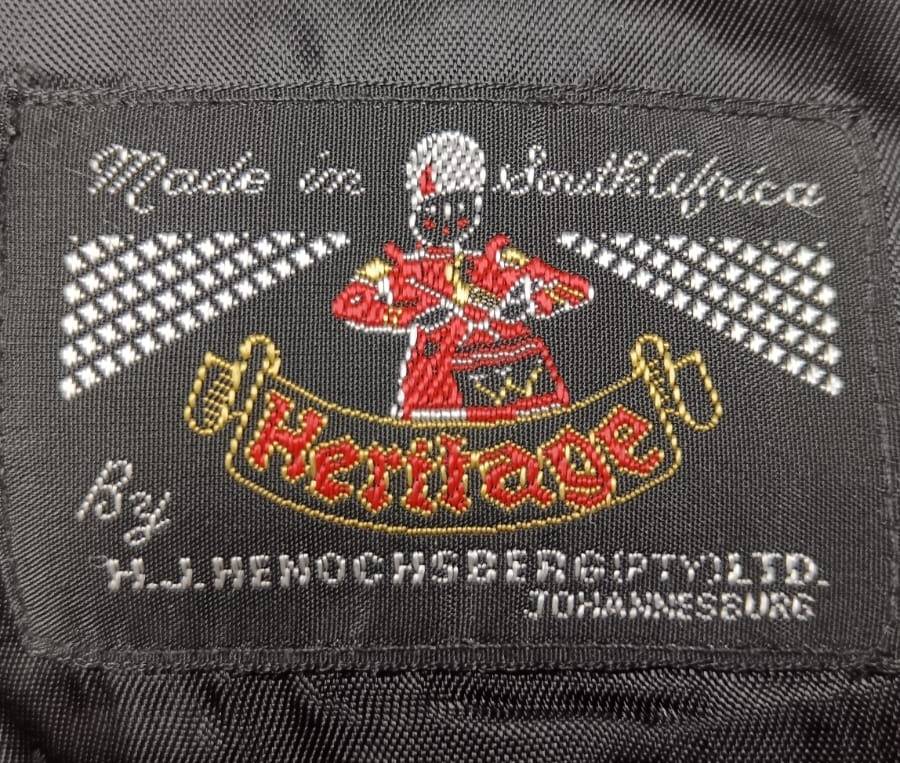 Made in South Africa
Heritage
By
H.J.HENOCHSBERG(PTY)LTD.
JOHANNESBURG